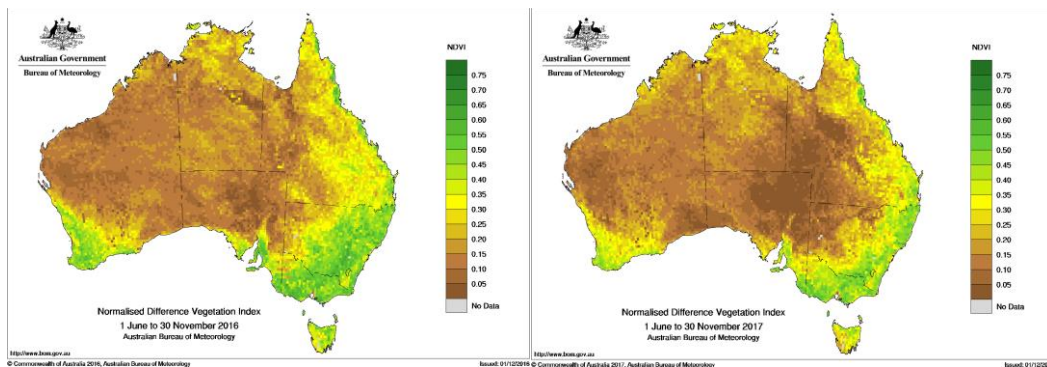 Australian Government
Bureau of Meteorology
NDVI
0.75
0.70
0.65
0.60
0.55
0.50
0.45
0.40
0.35
0.30
0.25
0.20
0.15
0.10
0.05
No Data
Normalised Difference Vegetation Index
1 June to 30 November 2016
Australian Bureau of Meteorology
http://www.bom.gov.au
© Commonwealth of Australia 2016, Australian Bureau of Meteorology
Issued: 01/12/2016
Australian Government
Bureau of Meteorology
NDVI
0.75
0.70
0.65
0.60
0.55
0.50
0.45
0.40
0.35
0.30
0.25
0.20
0.15
0.10
0.05
No Data
Normalised Difference Vegetation Index
1 June to 30 November 2017
Australian Bureau of Meteorology
http://www.bom.gov.au
© Commonwealth of Australia 2017, Australian Bureau of Meteorology
Issued: 01/12/20